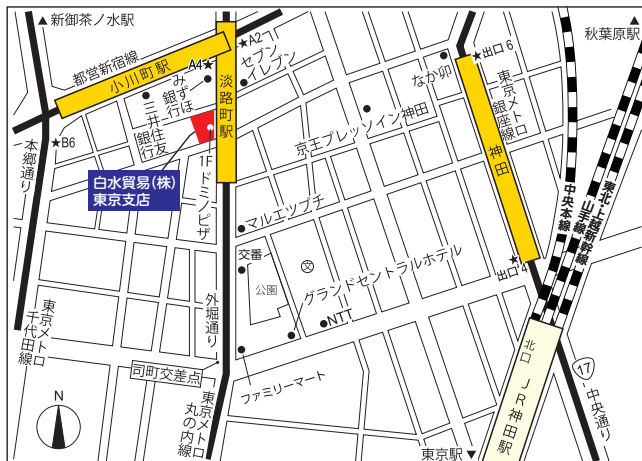 ▲新御茶ノ水駅
秋葉原駅
都営新宿線
小川町駅
A2
A4
セブン
イレブン
みずほ
銀行
三井住友
銀行
淡路町駅
なか卯
出口6
東京メトロ
銀座線
神田
京王プレッソイン神田
B6
本郷通り
白水貿易(株)
東京支店
1F ドミノピザ
マルエツプチ
交番
公園
文
グランドセントラルホテル
NTT
出口4
中央本線
山手線
東北・上越新幹線
外堀通り
東京メトロ
千代田線
司町交差点
ファミリーマート
東京メトロ
丸の内線
N
北口
JR神田駅
17
中央通り
東京駅▼